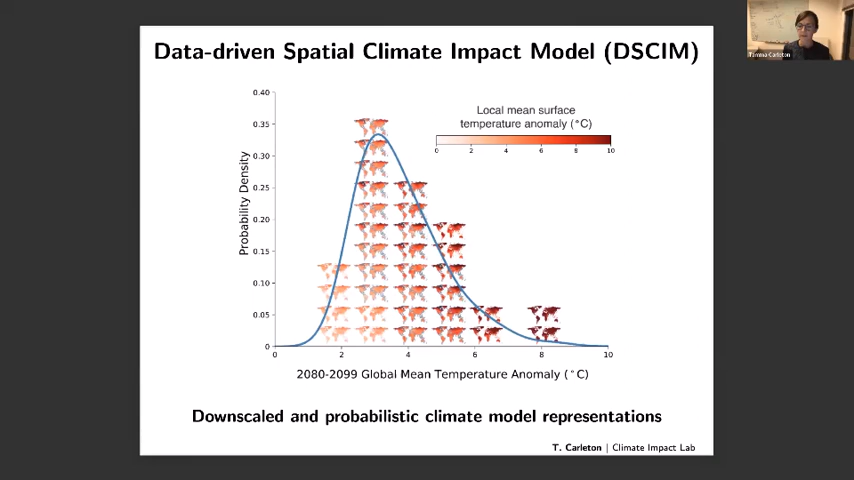 Data-driven Spatial Climate Impact Model (DSCIM)
Tamma Carleton
Local mean surface
temperature anomaly (°C)
0 2 4 6 8 10
Probability Density
0.40
0.35
0.30
0.25
0.20
0.15
0.10
0.05
0
0 2 4 6 8 10
2080-2099 Global Mean Temperature Anomaly (°C)
Downscaled and probabilistic climate model representations
T. Carleton | Climate Impact Lab